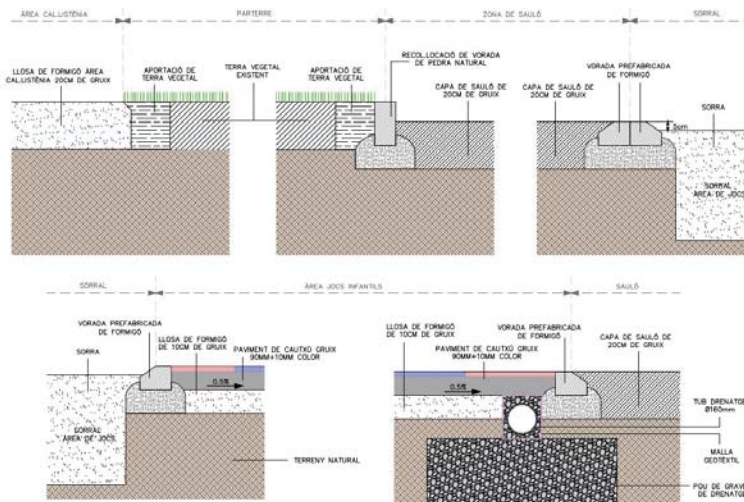 ÀREA CAL.LISTÈNIA
PARTERRE
ZONA DE SAULÓ
SORRAL
LLOSA DE FORMIGÓ ÀREA
CAL.LISTÈNIA 20CM DE GRUIX
APORTACIÓ DE
TERRA VEGETAL
TERRA VEGETAL
EXISTENT
APORTACIÓ DE
TERRA VEGETAL
RECOL.LOCACIÓ DE VORADA
DE PEDRA NATURAL
CAPA DE SAULÓ DE
20CM DE GRUIX
CAPA DE SAULÓ DE
20CM DE GRUIX
VORADA PREFABRICADA
DE FORMIGÓ
SORRA
5cm
SORRAL
ÀREA DE JOCS
SORRAL
ÀREA JOCS INFANTILS
SAULÓ
VORADA PREFABRICADA
DE FORMIGÓ
SORRA
LLOSA DE FORMIGÓ
DE 10CM DE GRUIX
PAVIMENT DE CAUTXÚ GRUIX
90MM+10MM COLOR
0.5%
SORRAL
ÀREA DE JOCS
TERRENY NATURAL
LLOSA DE FORMIGÓ
DE 10CM DE GRUIX
VORADA PREFABRICADA
DE FORMIGÓ
PAVIMENT DE CAUTXÚ GRUIX
90MM+10MM COLOR
CAPA DE SAULÓ DE
20CM DE GRUIX
0.5%
TUB DRENATGE
Ø160mm
MALLA
GEOTÈXTIL
POU DE GRAVE
DE DRENATGE